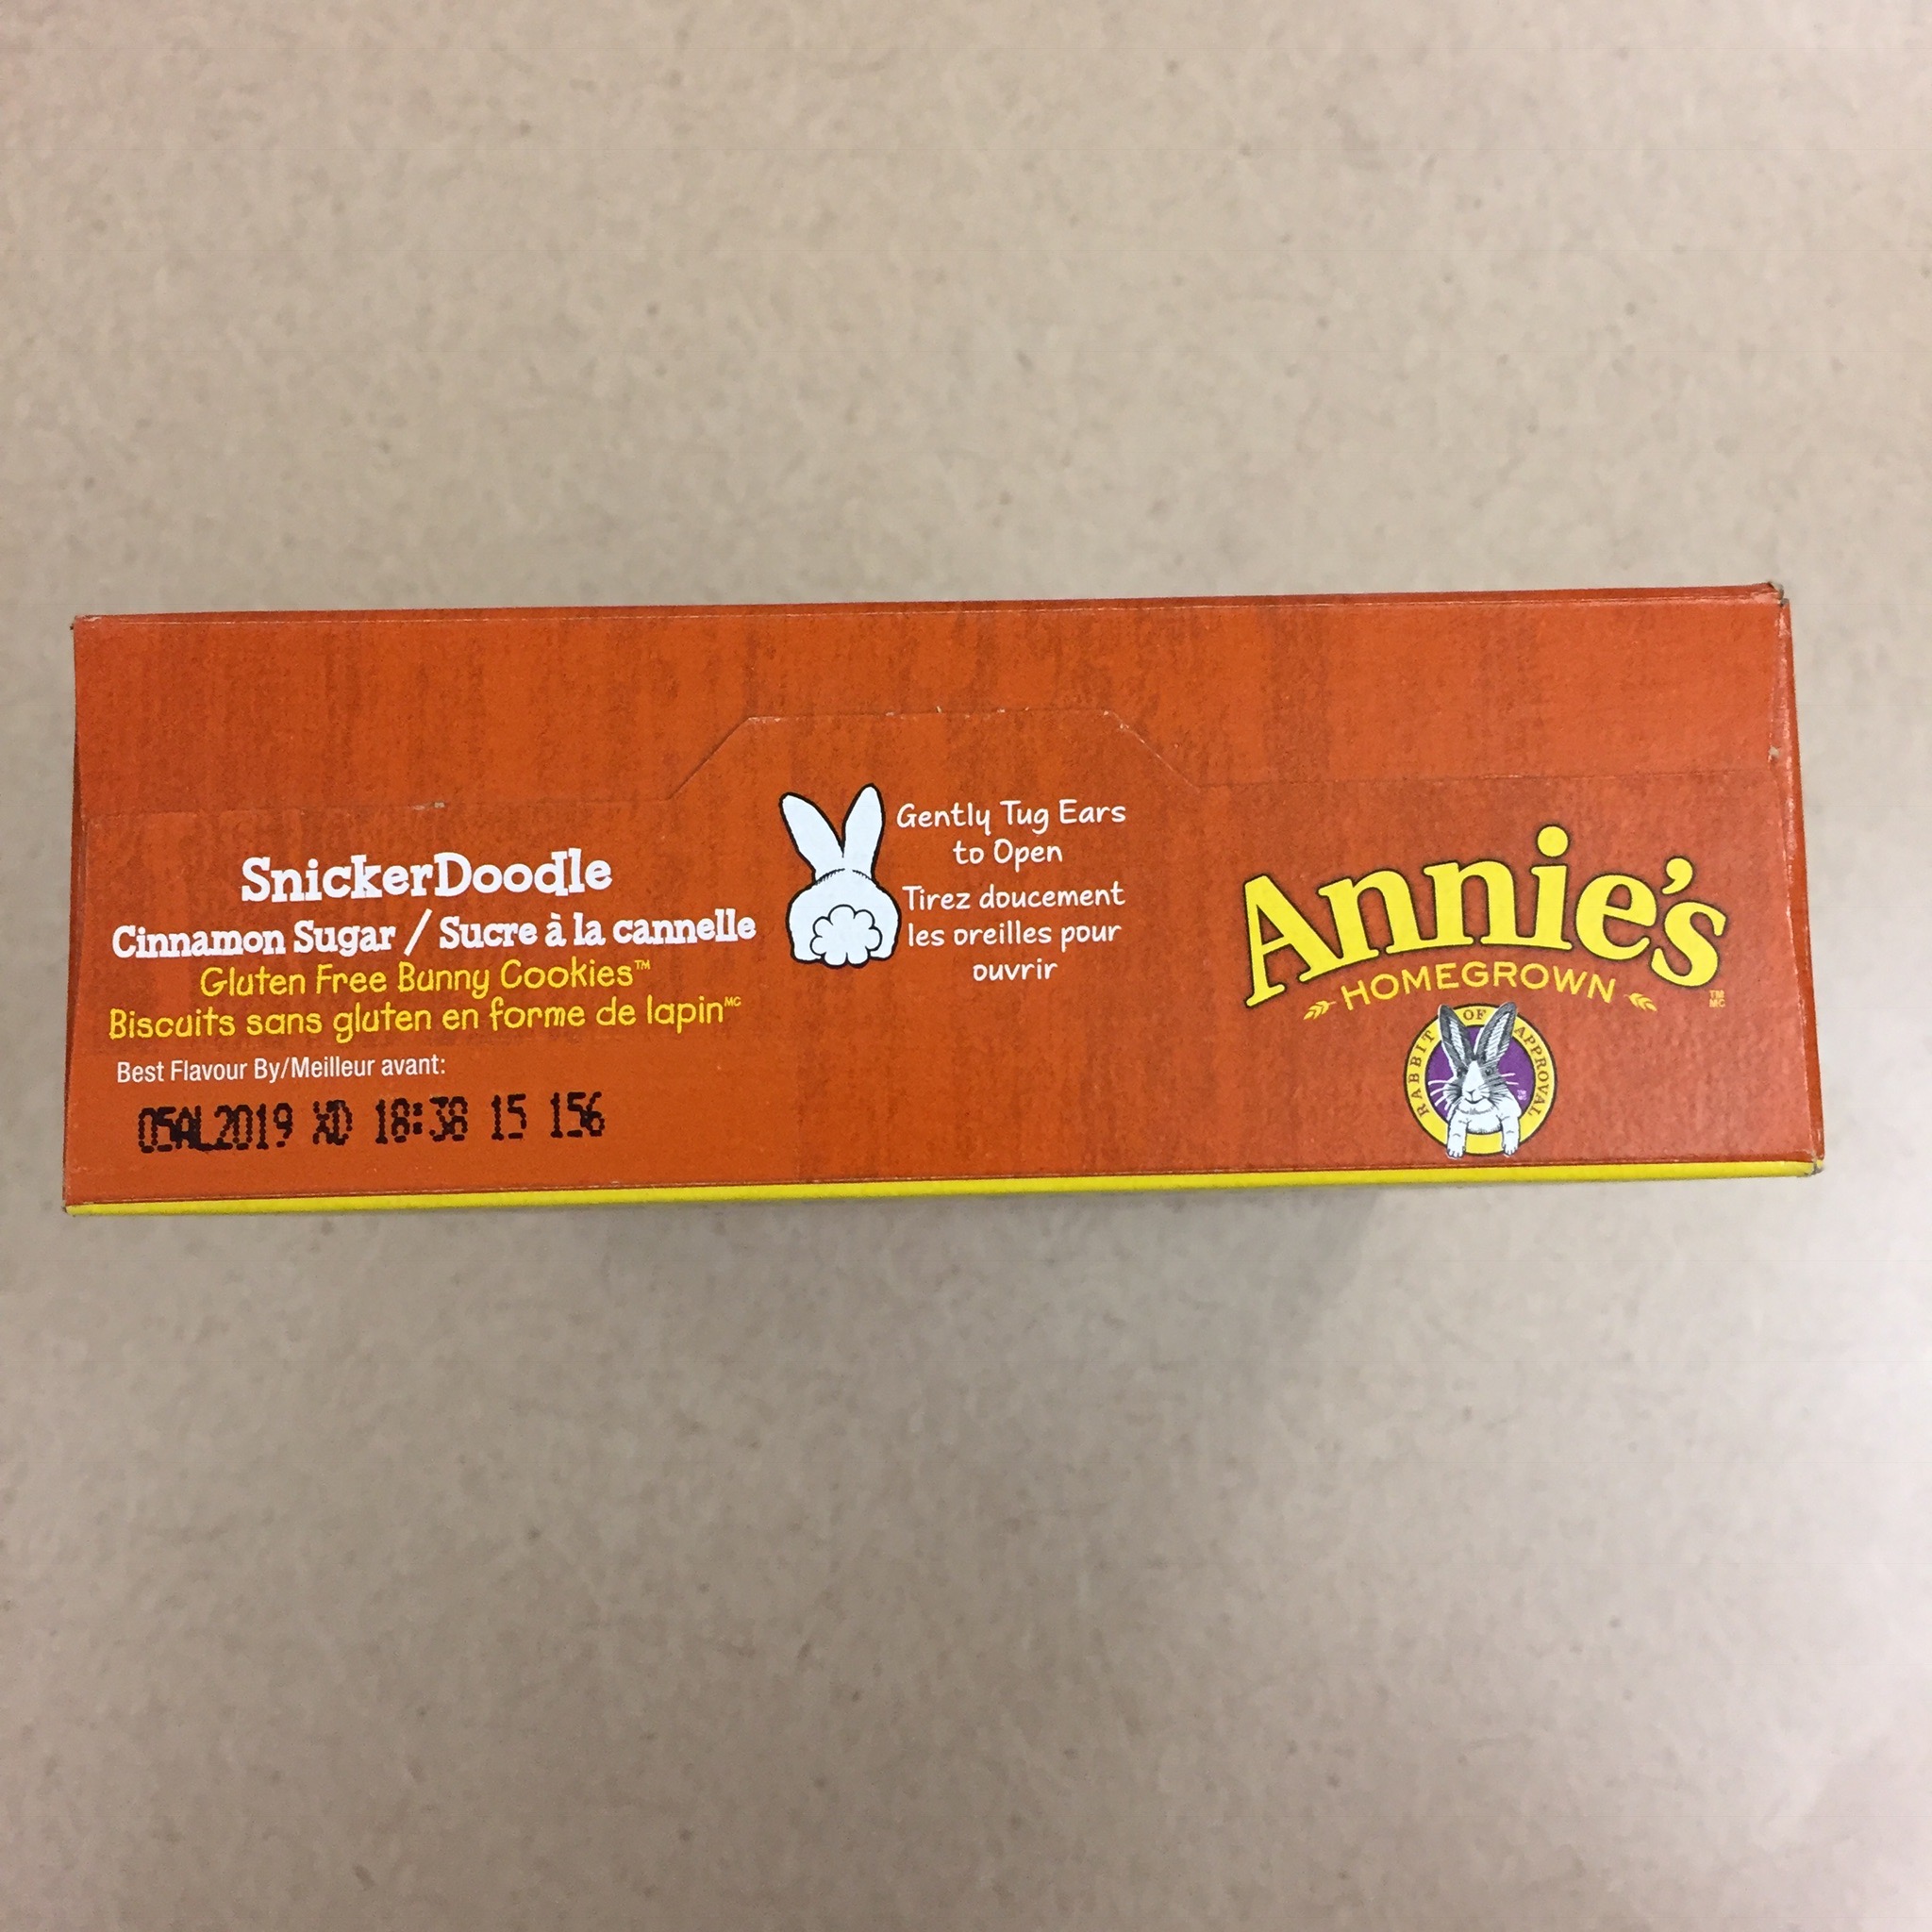 SnickerDoodle
Cinnamon Sugar / Sucre à la cannelle
Gluten Free Bunny Cookies™
Biscuits sans gluten en forme de lapinᴹᶜ
Best Flavour By/Meilleur avant:
05AL2019 XD 18:38 15 156
Gently Tug Ears
to Open
Tirez doucement
les oreilles pour
ouvrir
Annie's
HOMEGROWN
TM
MC
RABBIT OF APPROVAL